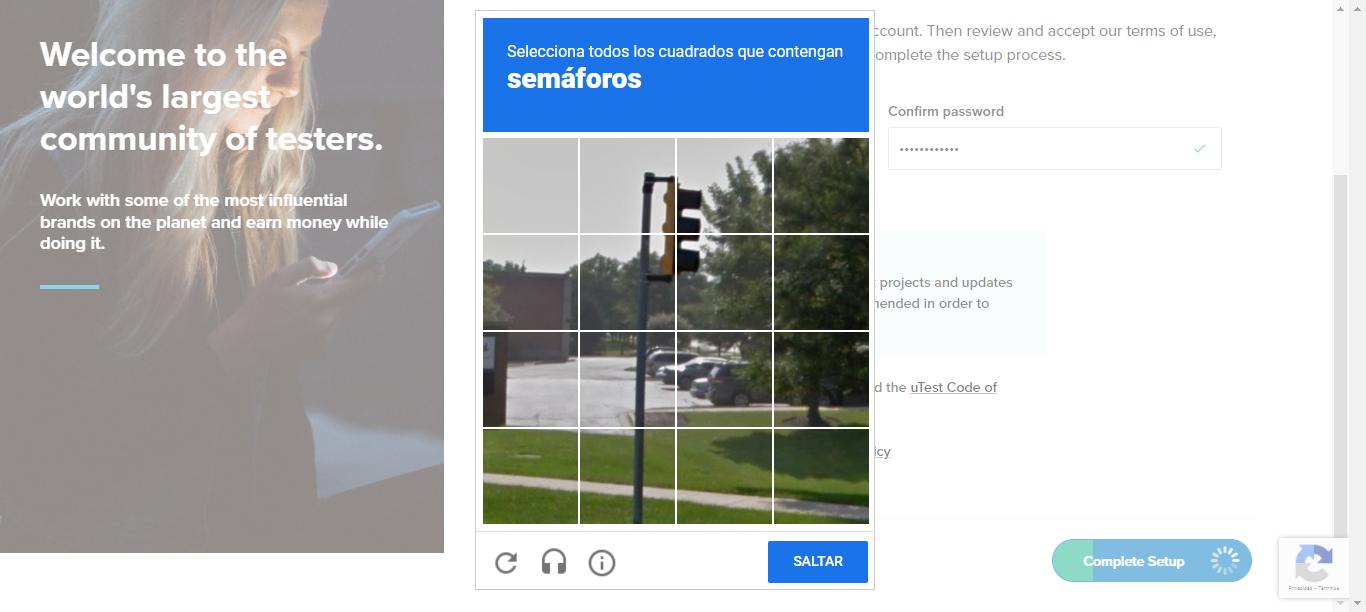 Welcome to the
world's largest
community of testers.
Work with some of the most influential
brands on the planet and earn money while
doing it.
Selecciona todos los cuadrados que contengan
semáforos
SALTAR
ccount. Then review and accept our terms of use,
omplete the setup process.
Confirm password
••••••••••••
projects and updates
nended in order to
d the uTest Code of
icy
Complete Setup
Privacidad - Términos